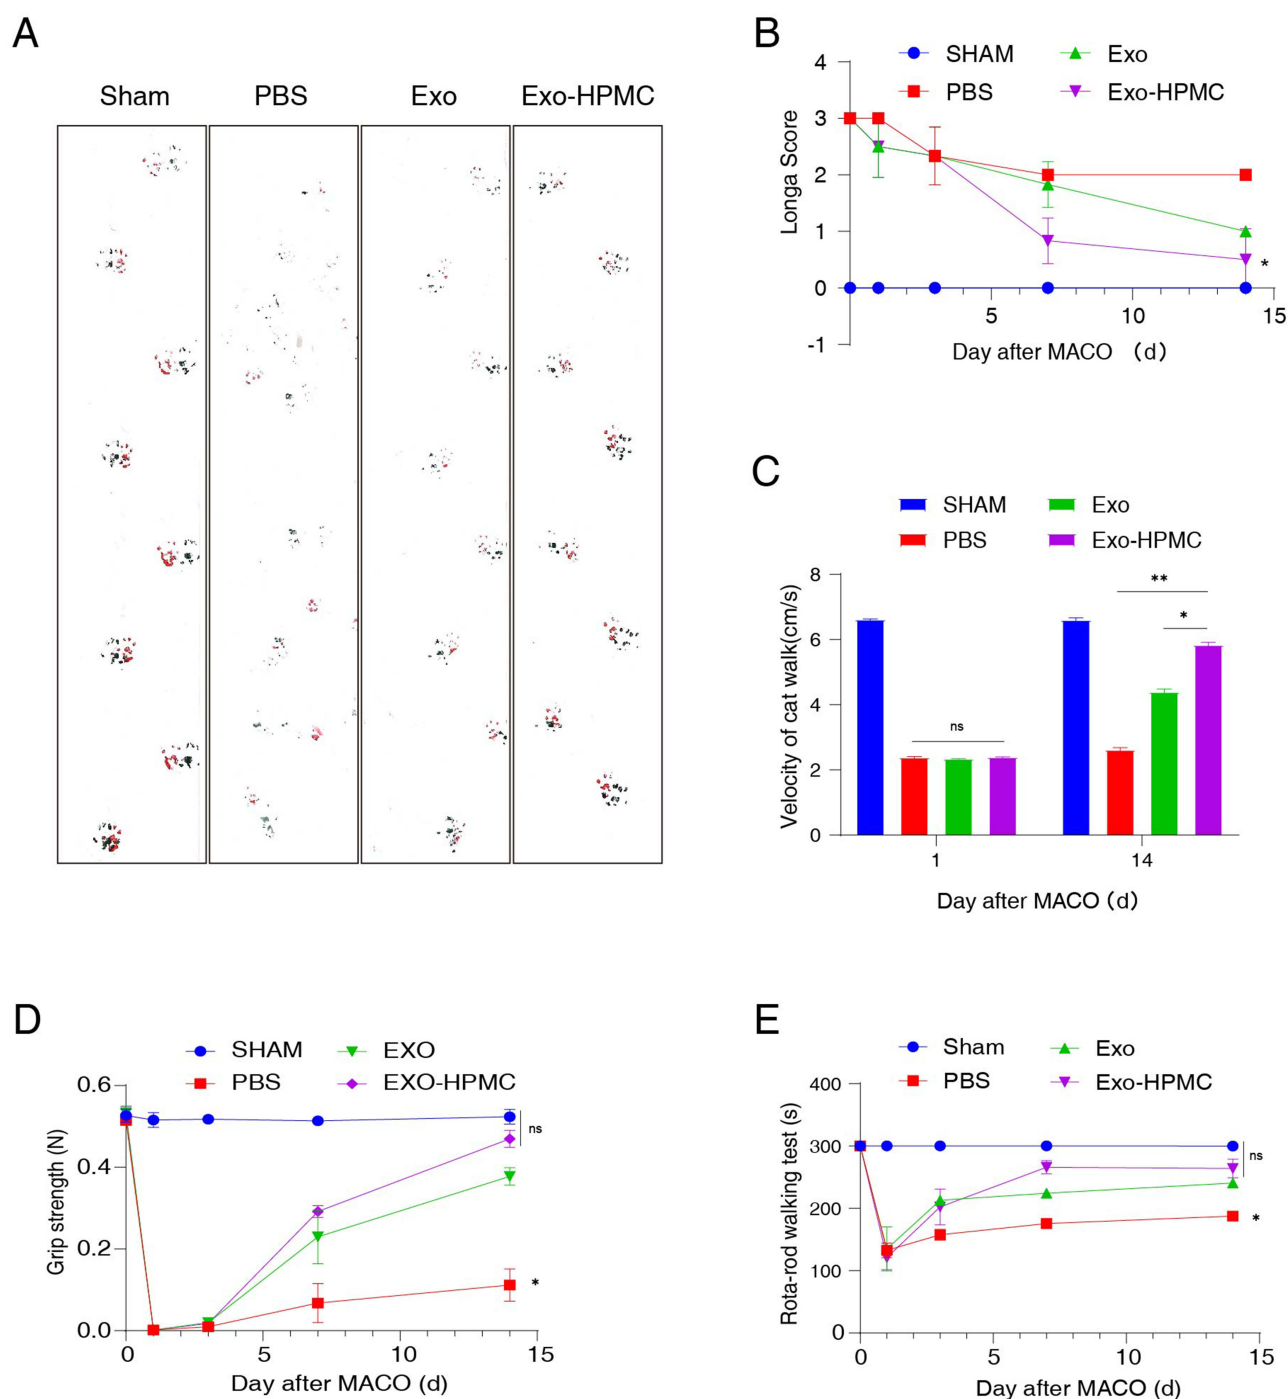 A
Sham PBS Exo Exo-HPMC
B
SHAM Exo
PBS Exo-HPMC
4
3
2
1
0
-1
Longa Score
*
5 10 15
Day after MACO (d)
C
SHAM Exo
PBS Exo-HPMC
8
6
4
2
0
Velocity of cat walk(cm/s)
**
*
ns
1 14
Day after MACO (d)
D
SHAM EXO
PBS EXO-HPMC
0.6
0.4
0.2
0.0
Grip strength (N)
ns
*
0 5 10 15
Day after MACO (d)
E
Sham Exo
PBS Exo-HPMC
400
300
200
100
0
Rota-rod walking test (s)
ns
*
0 5 10 15
Day after MACO (d)